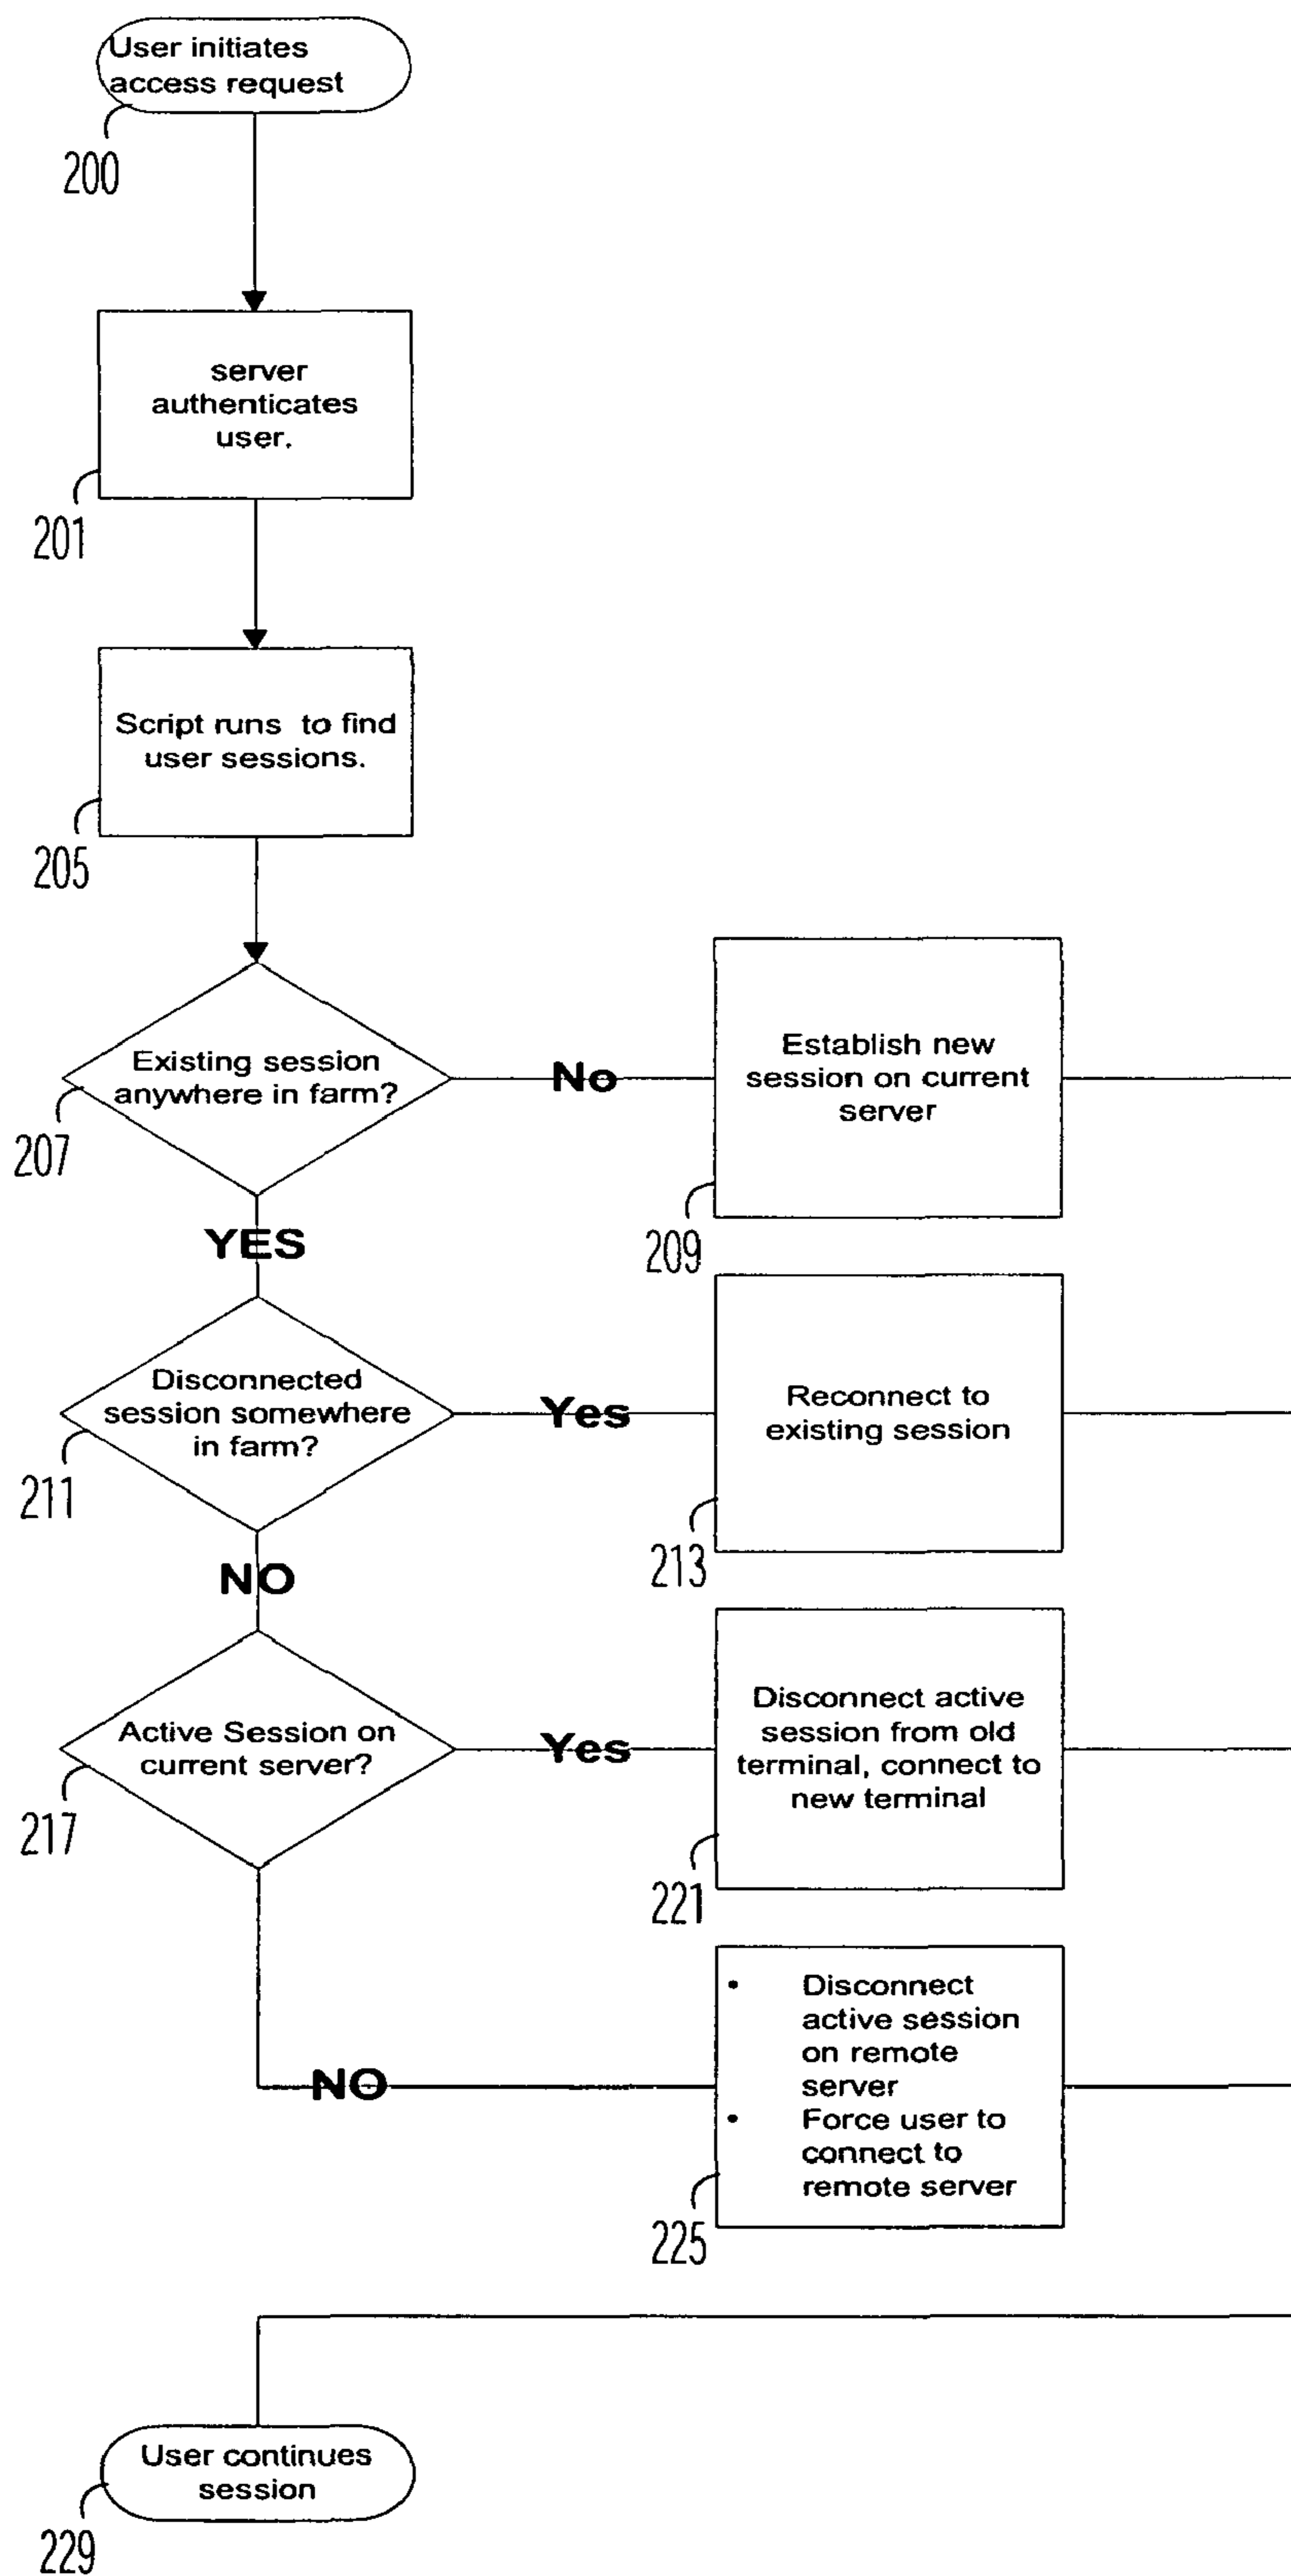 User initiates
access request
200
server
authenticates
user.
201
Script runs to find
user sessions.
205
Existing session
anywhere in farm?
207
No
Establish new
session on current
server
209
YES
Disconnected
session somewhere
in farm?
211
Yes
Reconnect to
existing session
213
NO
Active Session on
current server?
217
Yes
Disconnect active
session from old
terminal, connect to
new terminal
221
NO
• Disconnect
active session
on remote
server
• Force user to
connect to
remote server
225
User continues
session
229